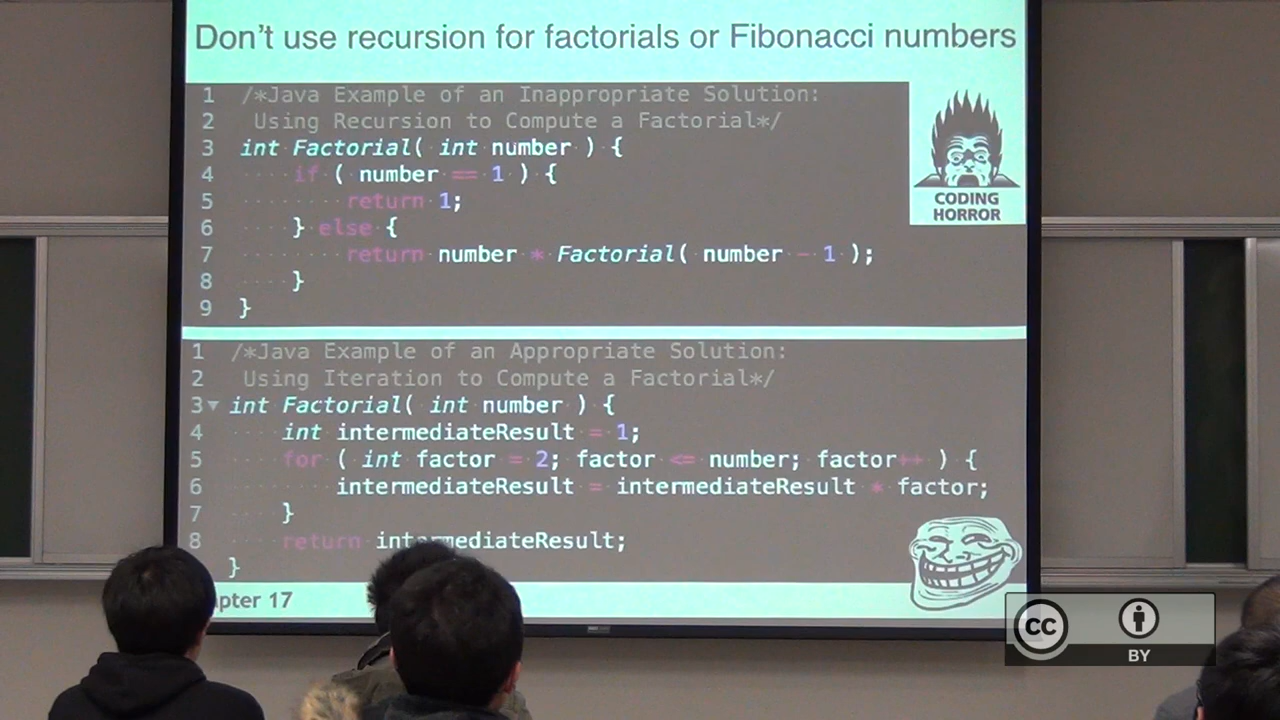 Don't use recursion for factorials or Fibonacci numbers
1 /*Java Example of an Inappropriate Solution:
2 Using Recursion to Compute a Factorial*/
3 int Factorial( int number ) {
4 if ( number == 1 ) {
5 return 1;
6 } else {
7 return number * Factorial( number - 1 );
8 }
9 }
CODING
HORROR
1 /*Java Example of an Appropriate Solution:
2 Using Iteration to Compute a Factorial*/
3 int Factorial( int number ) {
4 int intermediateResult = 1;
5 for ( int factor = 2; factor <= number; factor++ ) {
6 intermediateResult = intermediateResult * factor;
7 }
8 return intermediateResult;
}
pter 17
CC
BY